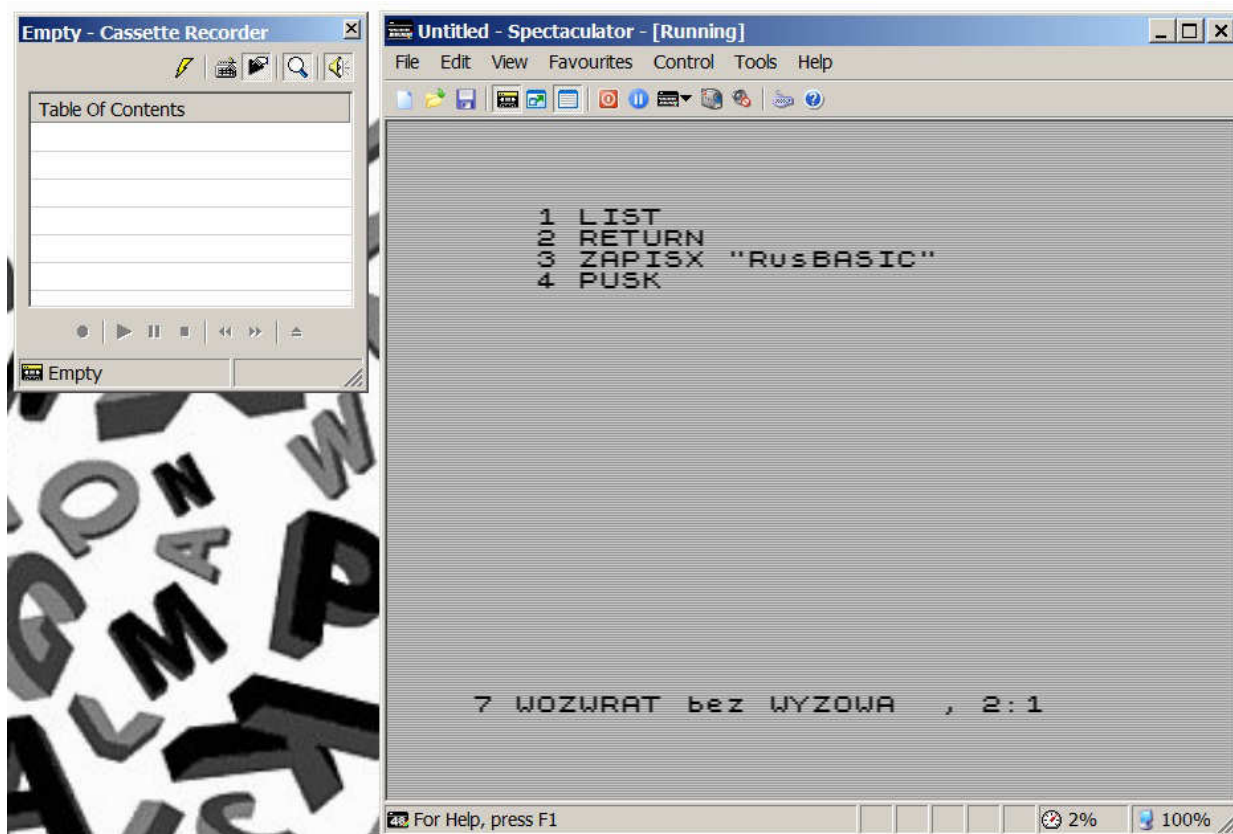 Empty - Cassette Recorder
Table Of Contents
Empty
Untitled - Spectaculator - [Running]
File Edit View Favourites Control Tools Help
1 LIST
2 RETURN
3 ZAPISX "RusBASIC"
4 PUSK
7 WOZWRAT bez WYZOWA , 2:1
For Help, press F1
2%
100%
O
N
W
A
G
M
P
L
K
A
S